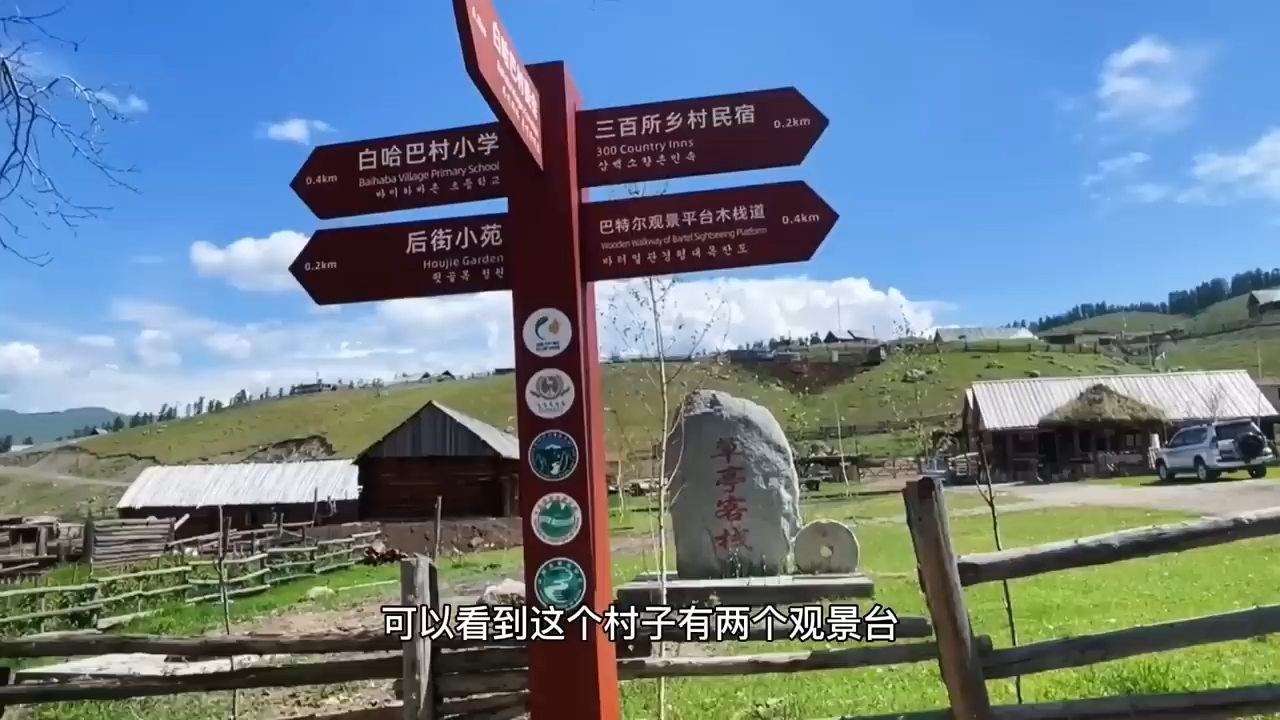 白哈巴村小学
0.4km
Baihaba Village Primary School
바이하바촌 초등학교
后街小苑
0.2km
Houjie Garden
뒷골목 정원
三百所乡村民宿
0.2km
300 Country Inns
삼백소향촌민숙
巴特尔观景平台木栈道
0.4km
Wooden Walkway of Bartel Sightseeing Platform
바터얼관경평대목잔도
草亭客栈
可以看到这个村子有两个观景台